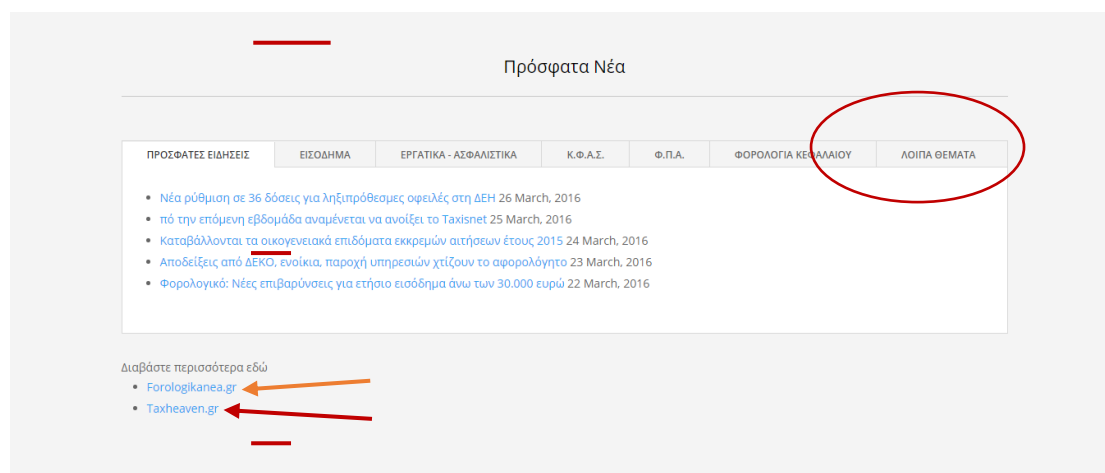 Πρόσφατα Νέα
ΠΡΟΣΦΑΤΕΣ ΕΙΔΗΣΕΙΣ ΕΙΣΟΔΗΜΑ ΕΡΓΑΤΙΚΑ - ΑΣΦΑΛΙΣΤΙΚΑ Κ.Φ.Α.Σ. Φ.Π.Α. ΦΟΡΟΛΟΓΙΑ ΚΕΦΑΛΑΙΟΥ ΛΟΙΠΑ ΘΕΜΑΤΑ
Νέα ρύθμιση σε 36 δόσεις για ληξιπρόθεσμες οφειλές στη ΔΕΗ 26 March, 2016
πό την επόμενη εβδομάδα αναμένεται να ανοίξει το Taxisnet 25 March, 2016
Καταβάλλονται τα οικογενειακά επιδόματα εκκρεμών αιτήσεων έτους 2015 24 March, 2016
Αποδείξεις από ΔΕΚΟ, ενοίκια, παροχή υπηρεσιών χτίζουν το αφορολόγητο 23 March, 2016
Φορολογικό: Νέες επιβαρύνσεις για ετήσιο εισόδημα άνω των 30.000 ευρώ 22 March, 2016
Διαβάστε περισσότερα εδώ
Forologikanea.gr
Taxheaven.gr